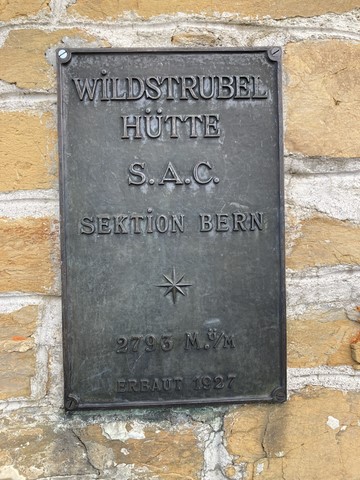 WILDSTRUBEL
HÜTTE
S.A.C.
SEKTION BERN
2793 M.Ü/M
ERBAUT 1927